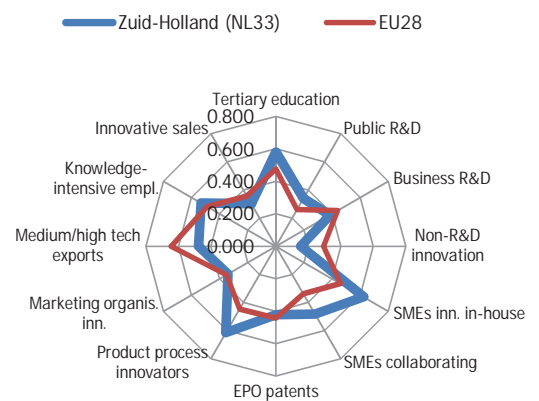 Zuid-Holland (NL33)
EU28
Tertiary education
0.800
Public R&D
Innovative sales
0.600
Knowledge-
intensive empl.
Business R&D
0.400
0.200
Medium/high tech
exports
0.000
Non-R&D
innovation
Marketing organis.
inn.
SMEs inn. in-house
Product process
innovators
SMEs collaborating
EPO patents